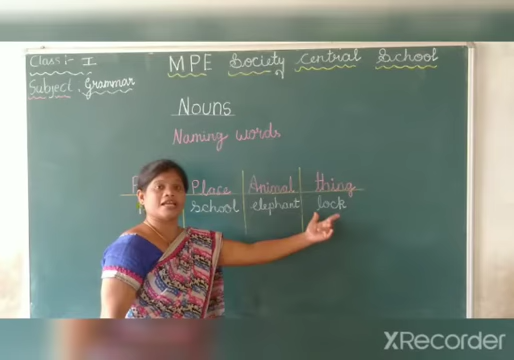 Class :- I
MPE Society Central School
Subject. Grammar
Nouns
Naming words
Place Animal thing
school elephant lock
XRecorder